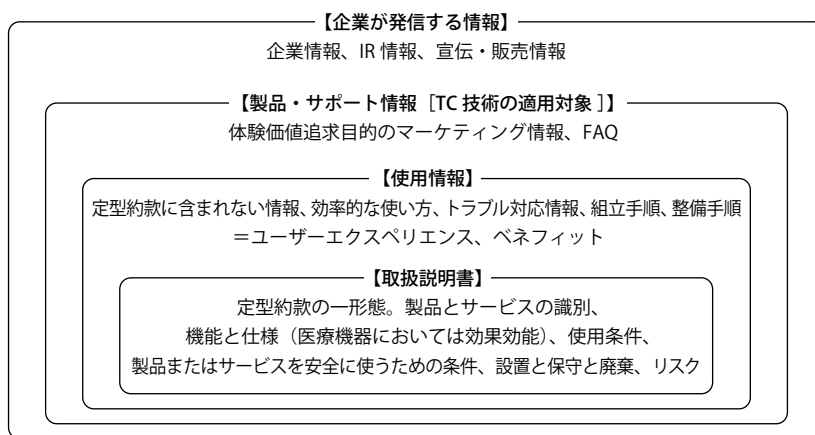 【企業が発信する情報】
企業情報、IR 情報、宣伝・販売情報
【製品・サポート情報［TC 技術の適用対象］】
体験価値追求目的のマーケティング情報、FAQ
【使用情報】
定型約款に含まれない情報、効率的な使い方、トラブル対応情報、組立手順、整備手順
＝ユーザーエクスペリエンス、ベネフィット
【取扱説明書】
定型約款の一形態。製品とサービスの識別、
機能と仕様（医療機器においては効果効能）、使用条件、
製品またはサービスを安全に使うための条件、設置と保守と廃棄、リスク